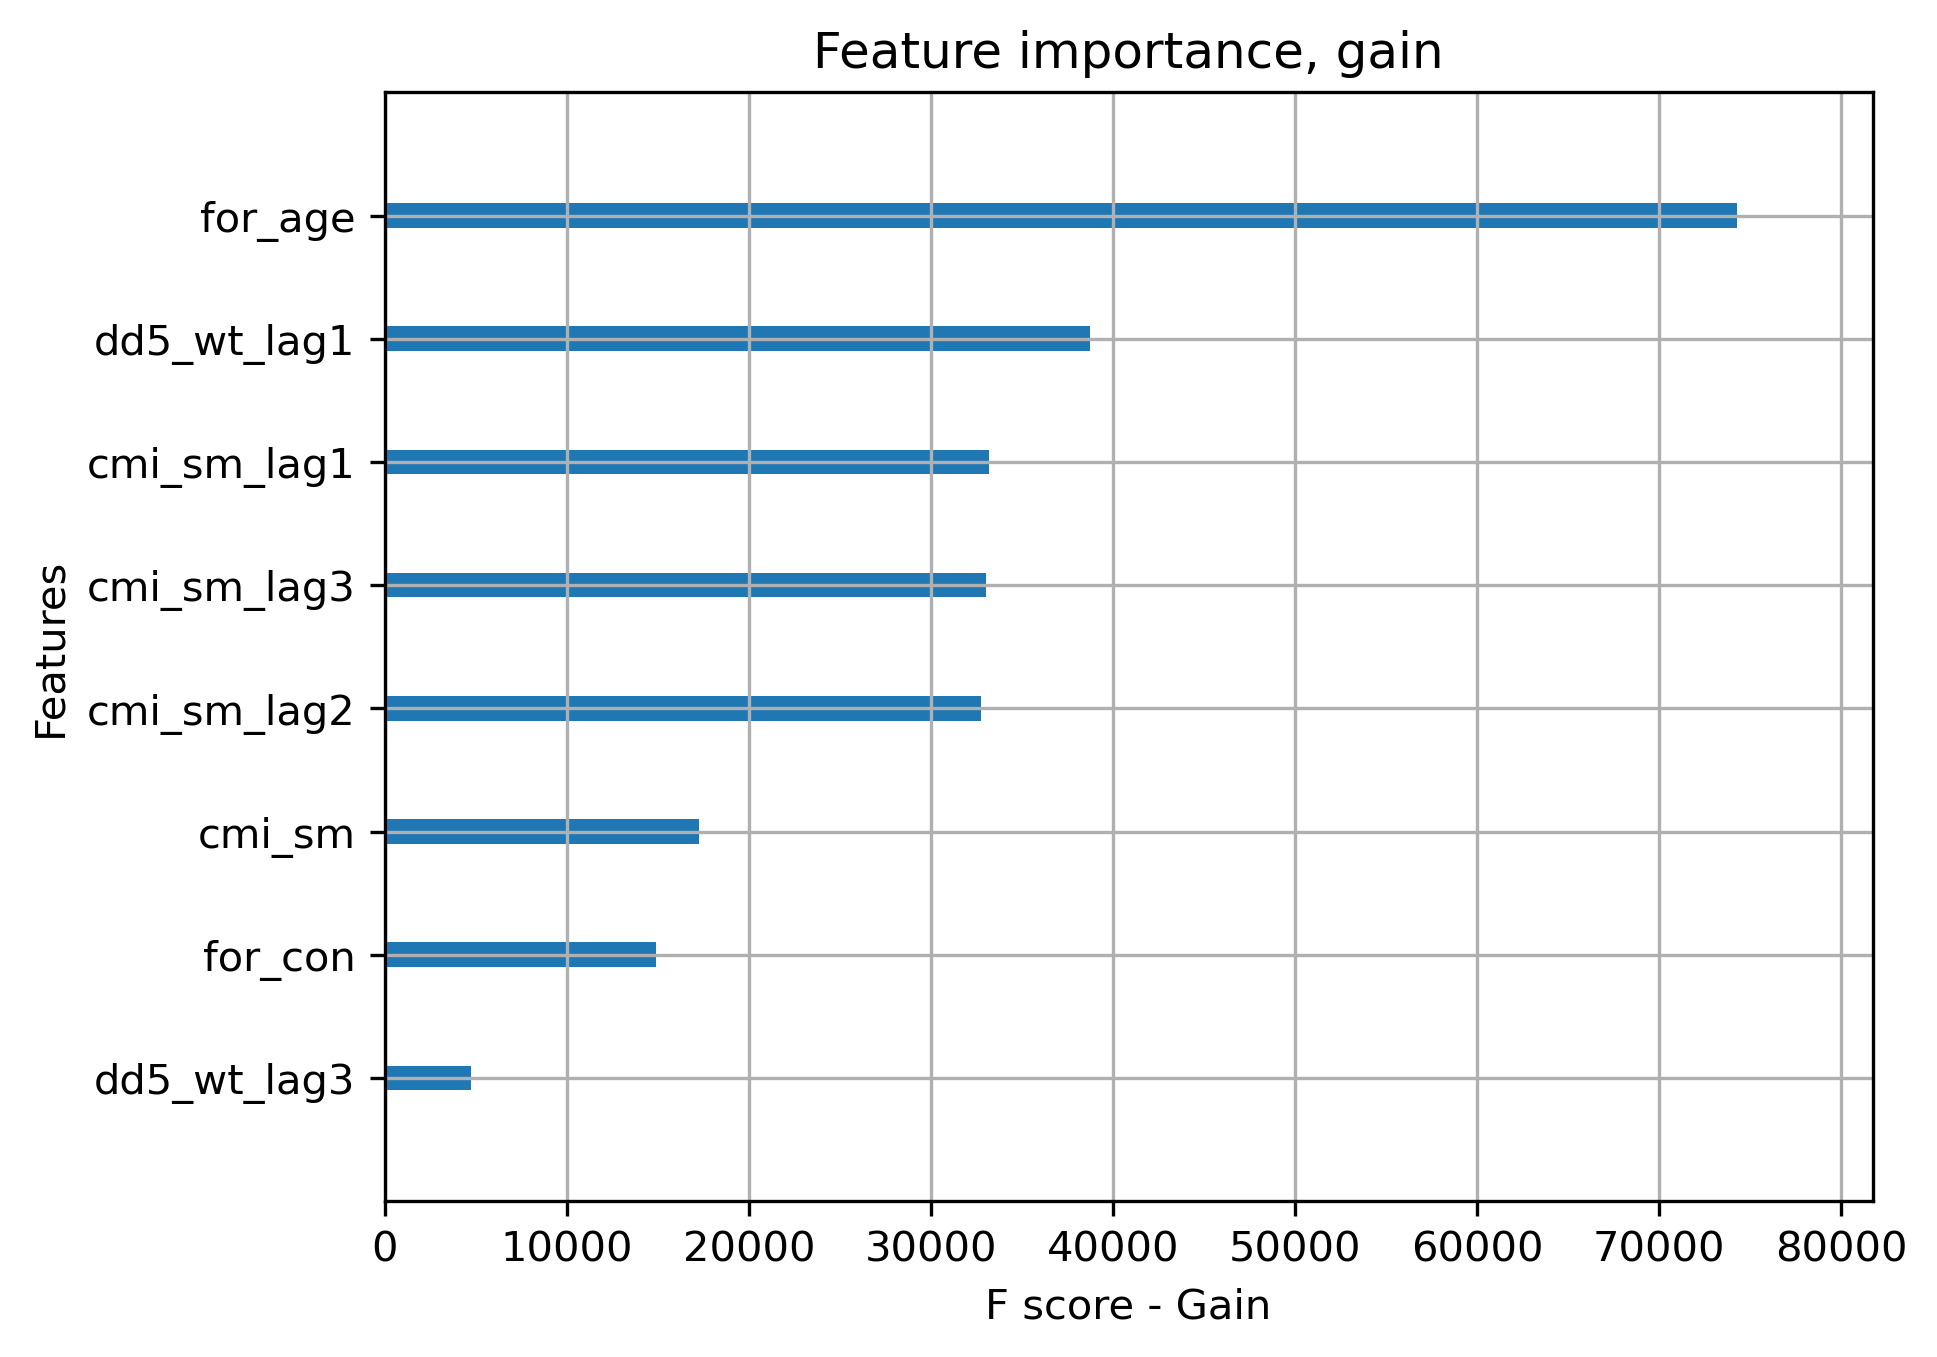 Feature importance, gain
Features
for_age
dd5_wt_lag1
cmi_sm_lag1
cmi_sm_lag3
cmi_sm_lag2
cmi_sm
for_con
dd5_wt_lag3
0 10000 20000 30000 40000 50000 60000 70000 80000
F score - Gain